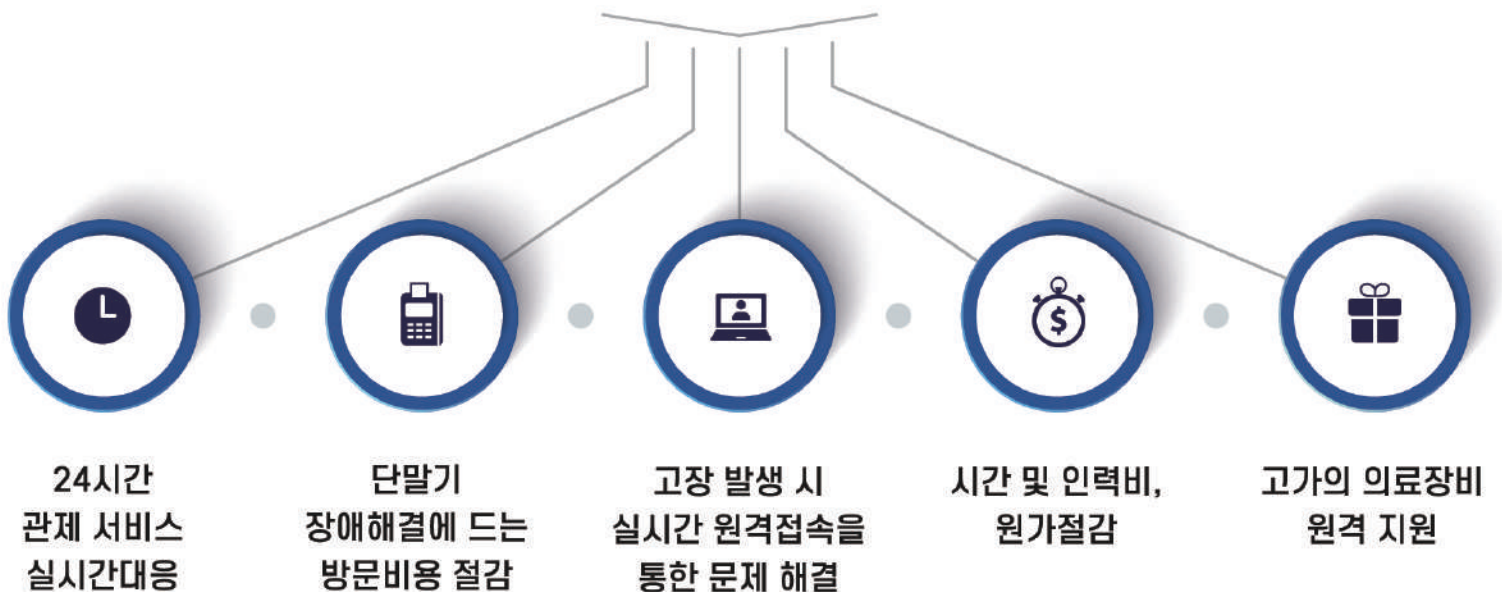 24시간
관제 서비스
실시간대응
단말기
장애해결에 드는
방문비용 절감
고장 발생 시
실시간 원격접속을
통한 문제 해결
시간 및 인력비,
원가절감
고가의 의료장비
원격 지원